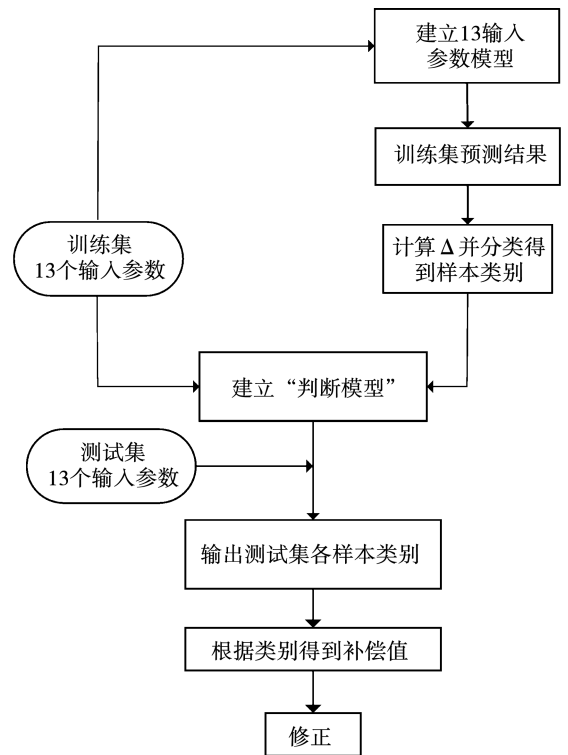 建立13输入
参数模型
训练集预测结果
训练集
13个输入参数
计算 Δ 并分类得
到样本类别
建立“判断模型”
测试集
13个输入参数
输出测试集各样本类别
根据类别得到补偿值
修正